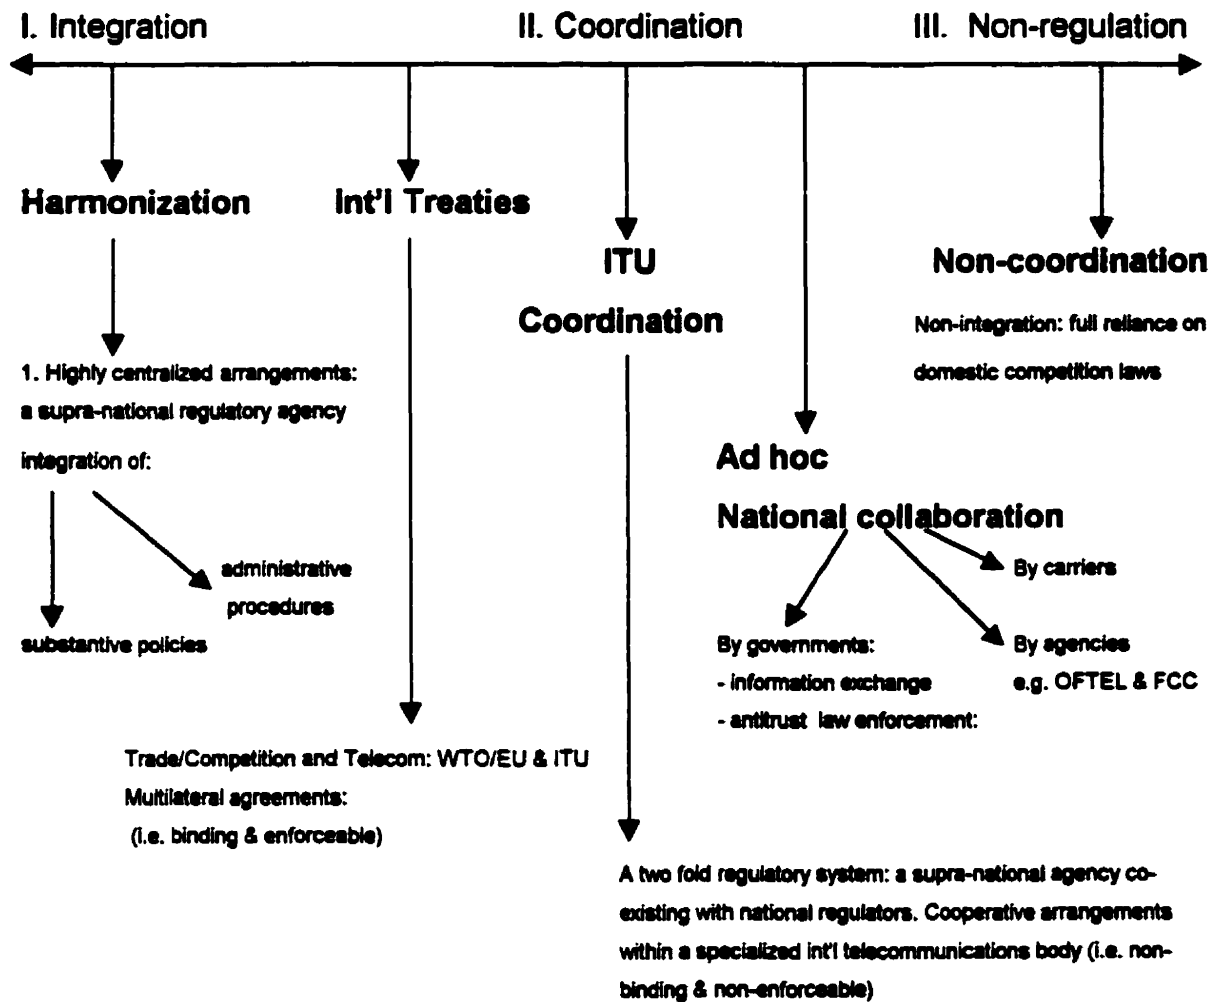 I. Integration
II. Coordination
III. Non-regulation
Harmonization
Int'l Treaties
ITU
Coordination
Non-coordination
Non-integration: full reliance on
domestic competition laws
1. Highly centralized arrangements:
a supra-national regulatory agency
integration of:
administrative
procedures
substantive policies
Ad hoc
National collaboration
By carriers
By governments:
- information exchange
- antitrust law enforcement:
By agencies
e.g. OFTEL & FCC
Trade/Competition and Telecom: WTO/EU & ITU
Multilateral agreements:
(i.e. binding & enforceable)
A two fold regulatory system: a supra-national agency co-
existing with national regulators. Cooperative arrangements
within a specialized int'l telecommunications body (i.e. non-
binding & non-enforceable)